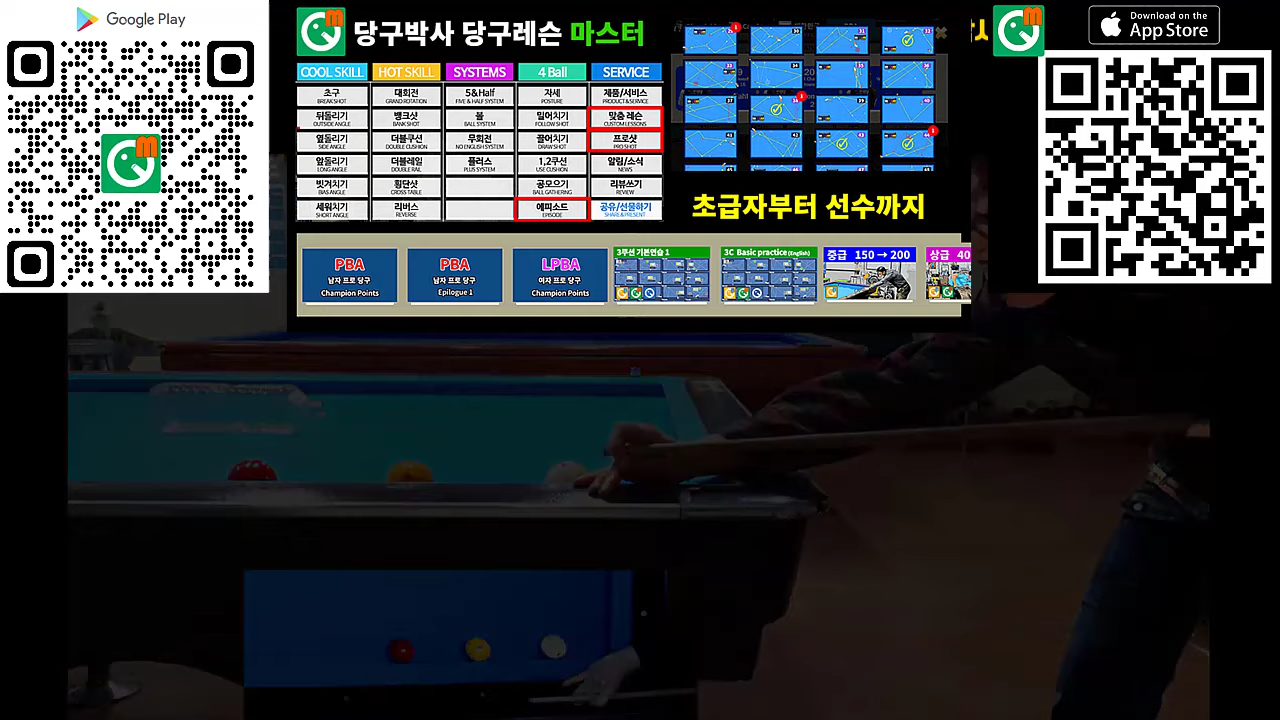 Google Play
m
당구박사 당구레슨 마스터
COOL SKILL HOT SKILL SYSTEMS 4 Ball SERVICE
초구 대회전 5&Half 자세 제품/서비스
BREAK SHOT GRAND ROTATION FIVE & HALF SYSTEM POSTURE PRODUCT & SERVICE
뒤돌리기 뱅크샷 볼 밀어치기 맞춤 레슨
OUTSIDE ANGLE BANK SHOT BALL SYSTEM FOLLOW SHOT CUSTOM LESSONS
옆돌리기 더블쿠션 무회전 끌어치기 프로샷
SIDE ANGLE DOUBLE CUSHION NO ENGLISH SYSTEM DRAW SHOT PRO SHOT
앞돌리기 더블레일 플러스 1,2쿠션 알림/소식
LONG ANGLE DOUBLE RAIL PLUS SYSTEM 1, 2 CUSHION NEWS
빗겨치기 횡단샷 공모으기 리뷰쓰기
BIAS ANGLE CROSS TABLE BALL GATHERING REVIEW
세워치기 리버스 에피소드 공유/선물하기
SHORT ANGLE REVERSE EPISODE SHARE & PRESENT
초급자부터 선수까지
PBA
남자 프로 당구
Champion Points
PBA
남자 프로 당구
Epilogue 1
LPBA
여자 프로 당구
Champion Points
3쿠션 기본연습 1
3C Basic practice (English)
중급 150 → 200
상급 40
m
Download on the
App Store